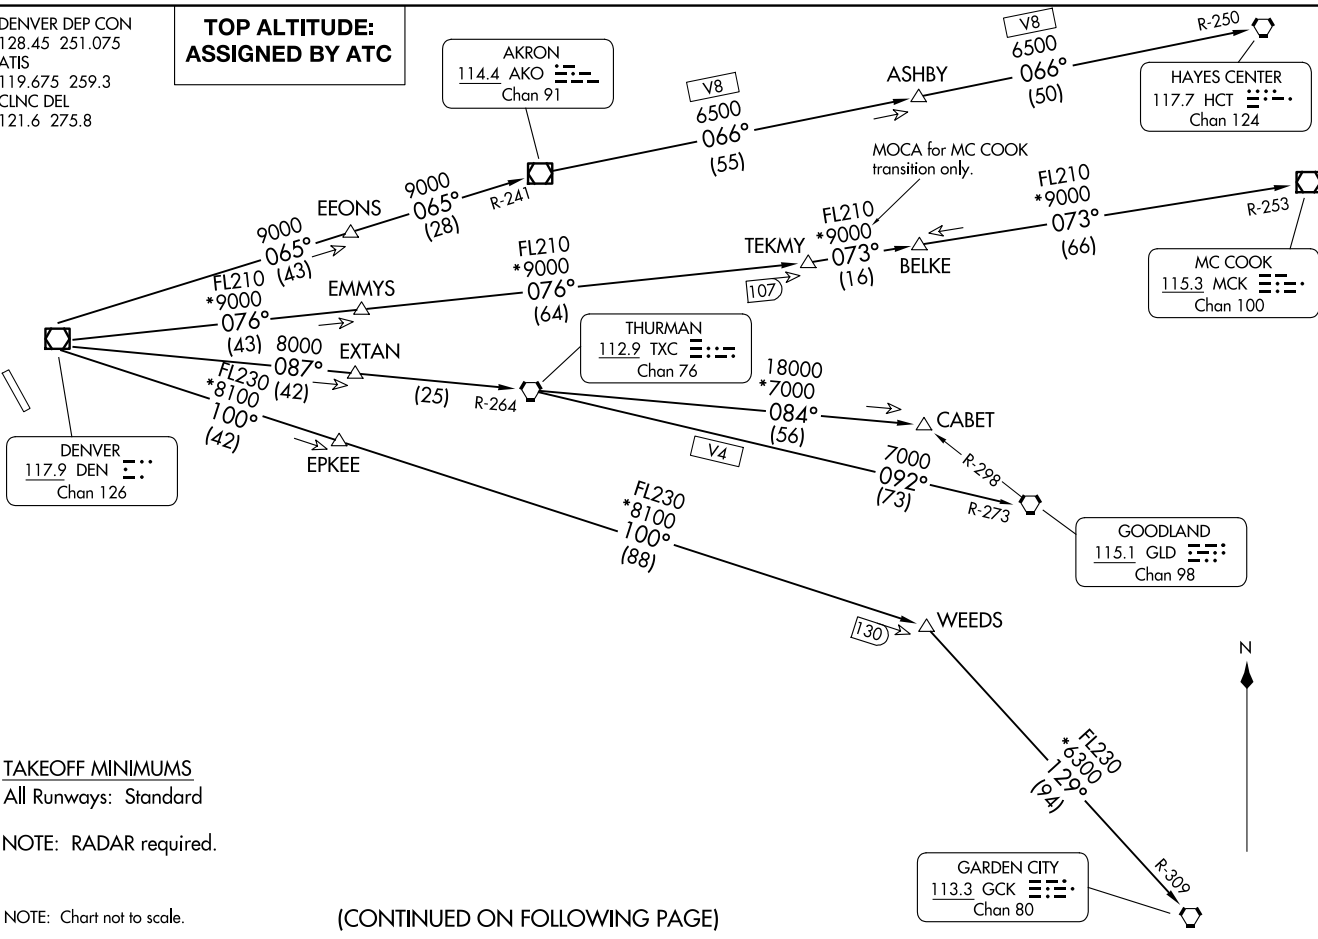 DENVER DEP CON
128.45 251.075
ATIS
119.675 259.3
CLNC DEL
121.6 275.8
TOP ALTITUDE:
ASSIGNED BY ATC
AKRON
114.4 AKO
Chan 91
V8
6500
066°
(55)
ASHBY
V8
6500
066°
(50)
R-250
HAYES CENTER
117.7 HCT
Chan 124
MOCA for MC COOK
transition only.
9000
065°
(43)
EEONS
9000
065°
(28)
R-241
FL210
*9000
076°
(43)
EMMYS
FL210
*9000
076°
(64)
TEKMY
107
FL210
*9000
073°
(16)
BELKE
FL210
*9000
073°
(66)
R-253
MC COOK
115.3 MCK
Chan 100
8000
087°
(42)
EXTAN
(25)
R-264
THURMAN
112.9 TXC
Chan 76
18000
*7000
084°
(56)
CABET
R-298
V4
7000
092°
(73)
R-273
GOODLAND
115.1 GLD
Chan 98
DENVER
117.9 DEN
Chan 126
FL230
*8100
100°
(42)
EPKEE
FL230
*8100
100°
(88)
130
WEEDS
N
FL230
*6300
129°
(94)
R-309
GARDEN CITY
113.3 GCK
Chan 80
TAKEOFF MINIMUMS
All Runways: Standard
NOTE: RADAR required.
NOTE: Chart not to scale.
(CONTINUED ON FOLLOWING PAGE)